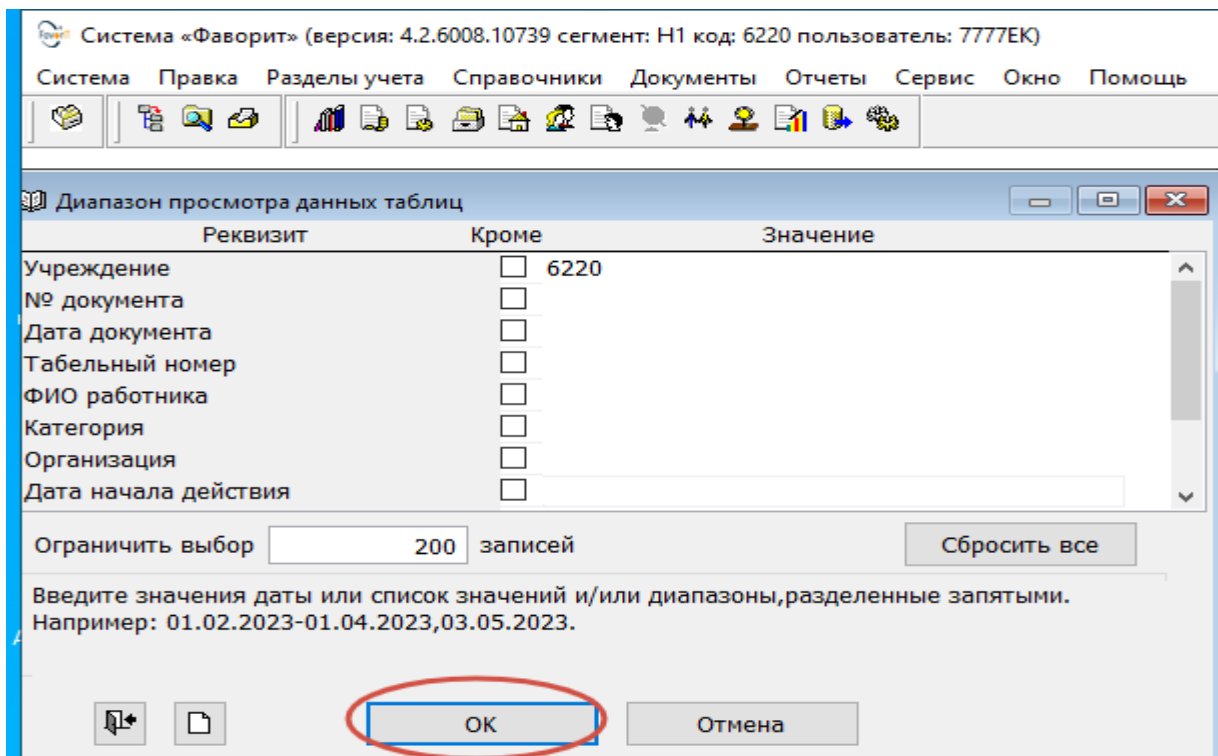 Система «Фаворит» (версия: 4.2.6008.10739 сегмент: Н1 код: 6220 пользователь: 7777ЕК)
Система Правка Разделы учета Справочники Документы Отчеты Сервис Окно Помощь
Диапазон просмотра данных таблиц
Реквизит Кроме Значение
Учреждение 6220
№ документа
Дата документа
Табельный номер
ФИО работника
Категория
Организация
Дата начала действия
Ограничить выбор 200 записей Сбросить все
Введите значения даты или список значений и/или диапазоны,разделенные запятыми.
Например: 01.02.2023-01.04.2023,03.05.2023.
ОК Отмена